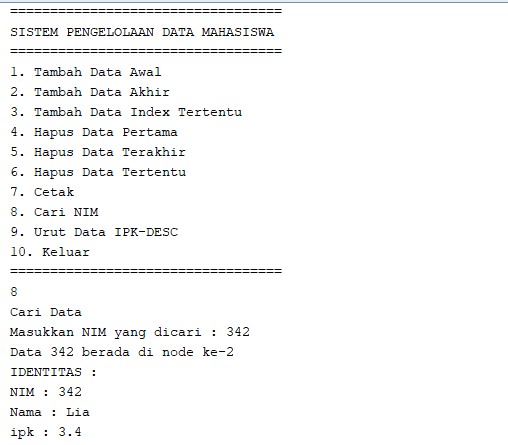 ==================================
SISTEM PENGELOLAAN DATA MAHASISWA
==================================
1. Tambah Data Awal
2. Tambah Data Akhir
3. Tambah Data Index Tertentu
4. Hapus Data Pertama
5. Hapus Data Terakhir
6. Hapus Data Tertentu
7. Cetak
8. Cari NIM
9. Urut Data IPK-DESC
10. Keluar
==================================
8
Cari Data
Masukkan NIM yang dicari : 342
Data 342 berada di node ke-2
IDENTITAS :
NIM : 342
Nama : Lia
ipk : 3.4